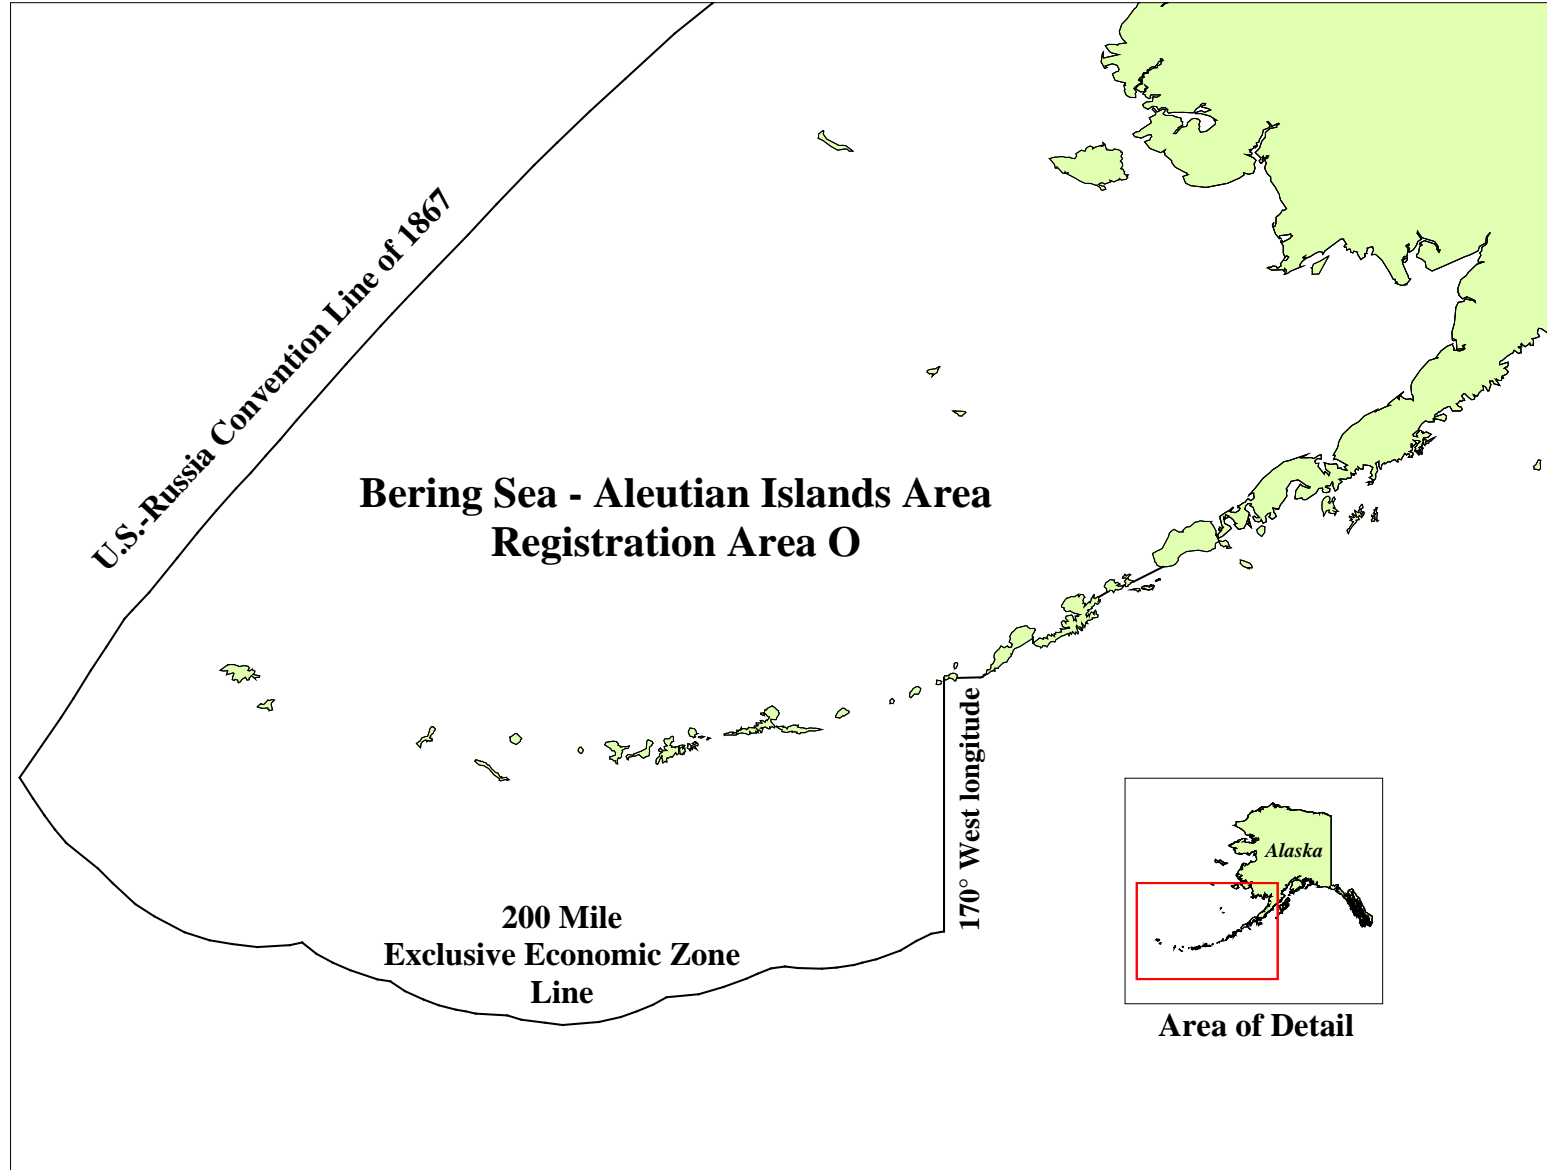 U.S.-Russia Convention Line of 1867
Bering Sea - Aleutian Islands Area
Registration Area O
170° West longitude
200 Mile
Exclusive Economic Zone
Line
Alaska
Area of Detail